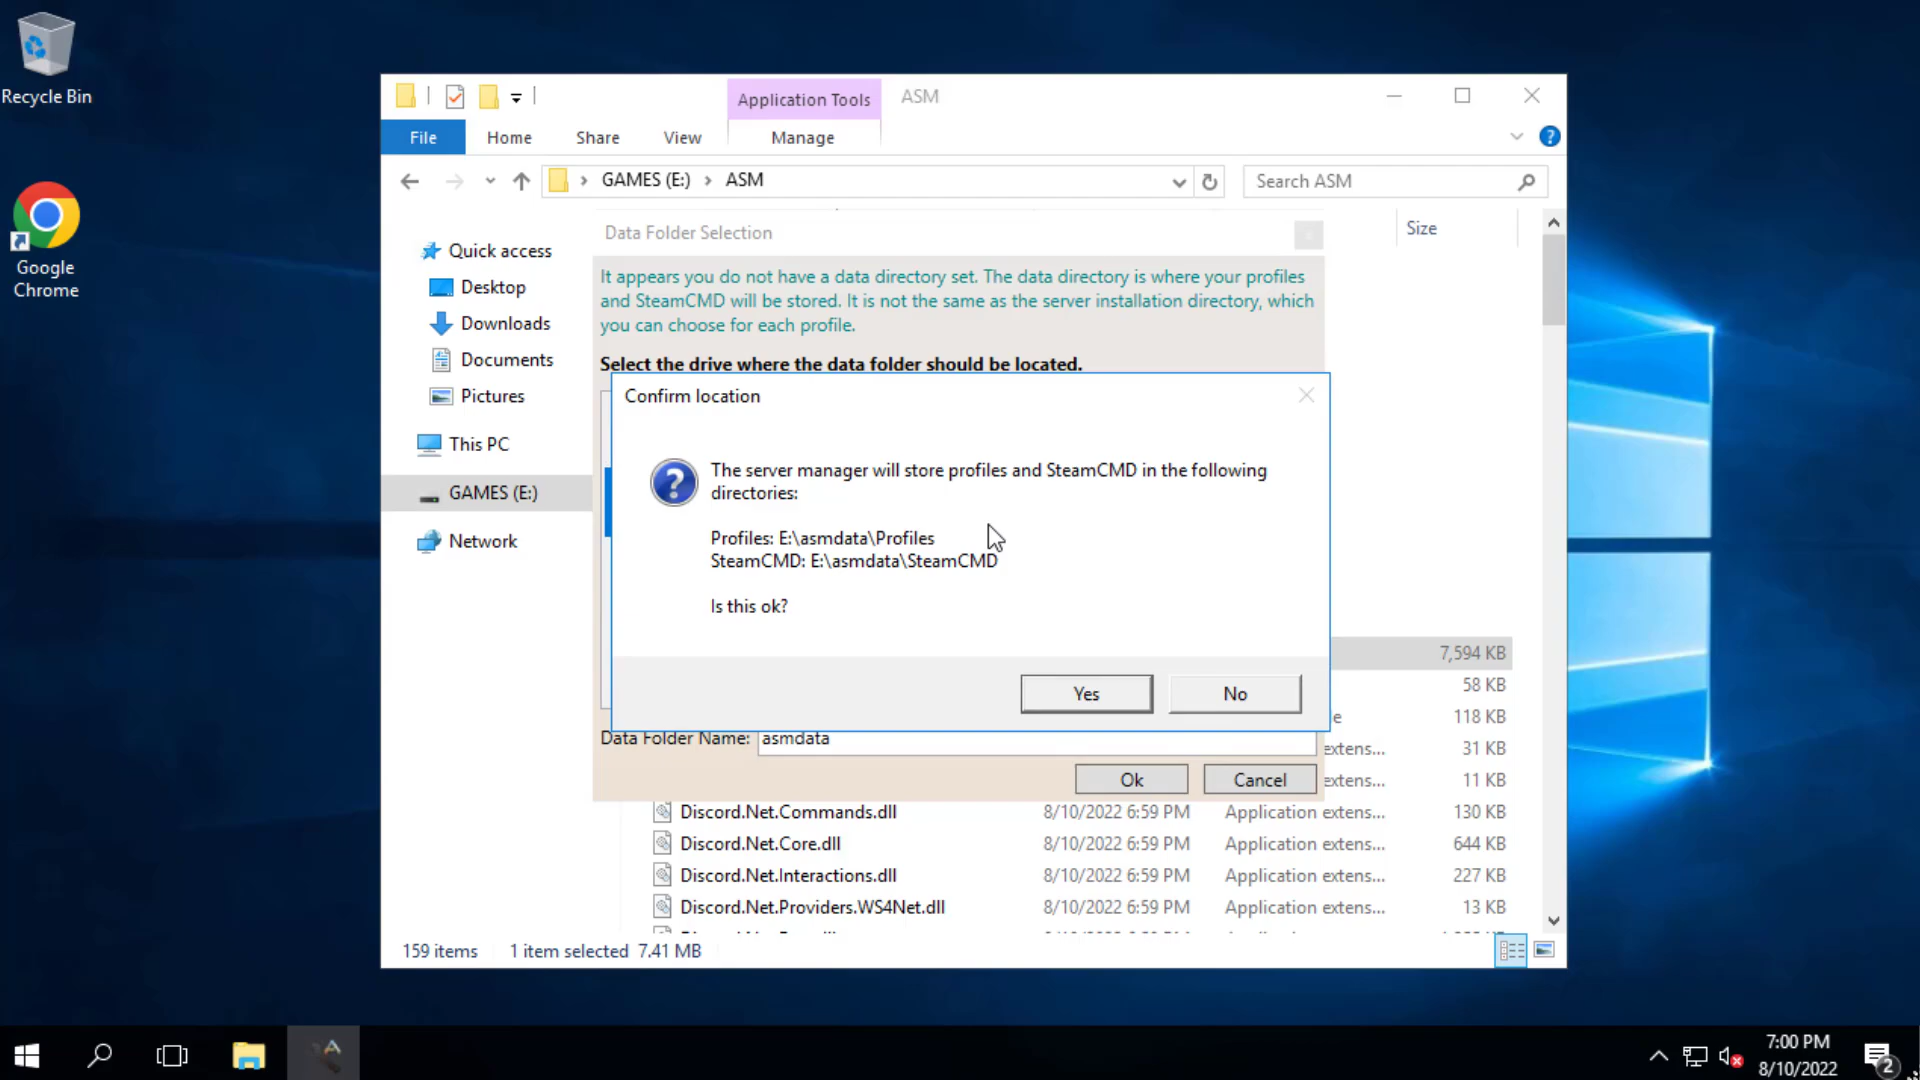 Recycle Bin
Google
Chrome
Application Tools
ASM
File
Home
Share
View
Manage
GAMES (E:)
ASM
Search ASM
Quick access
Desktop
Downloads
Documents
Pictures
This PC
GAMES (E:)
Network
Size
Data Folder Selection
It appears you do not have a data directory set. The data directory is where your profiles
and SteamCMD will be stored. It is not the same as the server installation directory, which
you can choose for each profile.
Select the drive where the data folder should be located.
Confirm location
The server manager will store profiles and SteamCMD in the following
directories:
Profiles: E:\asmdata\Profiles
SteamCMD: E:\asmdata\SteamCMD
Is this ok?
Yes
No
Data Folder Name:
asmdata
Ok
Cancel
7,594 KB
58 KB
e 118 KB
extens... 31 KB
extens... 11 KB
Discord.Net.Commands.dll 8/10/2022 6:59 PM Application extens... 130 KB
Discord.Net.Core.dll 8/10/2022 6:59 PM Application extens... 644 KB
Discord.Net.Interactions.dll 8/10/2022 6:59 PM Application extens... 227 KB
Discord.Net.Providers.WS4Net.dll 8/10/2022 6:59 PM Application extens... 13 KB
159 items
1 item selected 7.41 MB
7:00 PM
8/10/2022
2